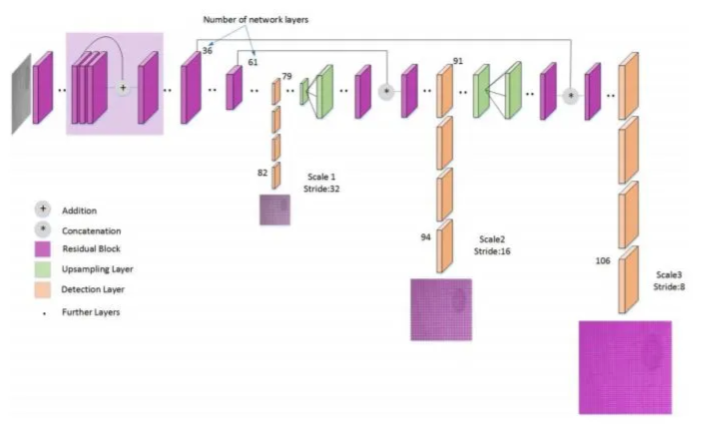 Number of network layers
36
61
79
91
82
Scale 1
Stride:32
94
Scale2
Stride:16
106
Scale3
Stride:8
+
+ Addition
*
*
* Concatenation
Residual Block
Upsampling Layer
Detection Layer
. Further Layers